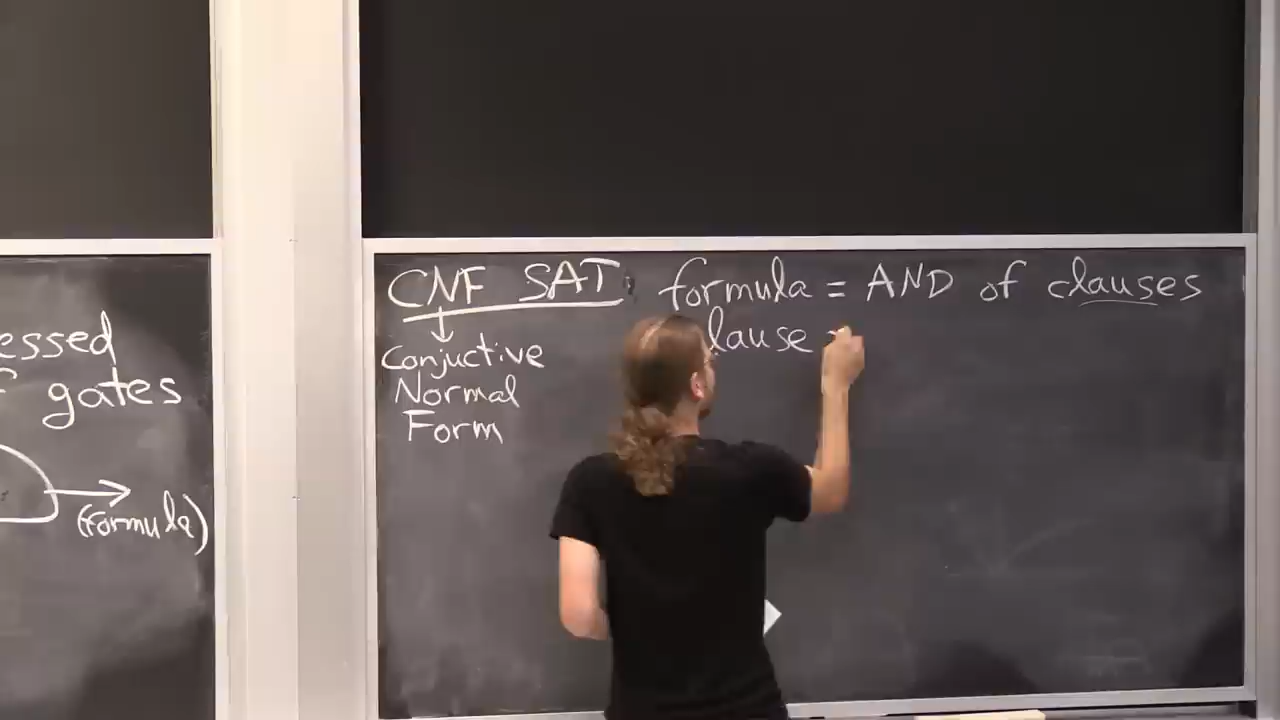 essed
gates
(formula)
CNF SAT: formula = AND of clauses
lause =
Conjuctive
Normal
Form